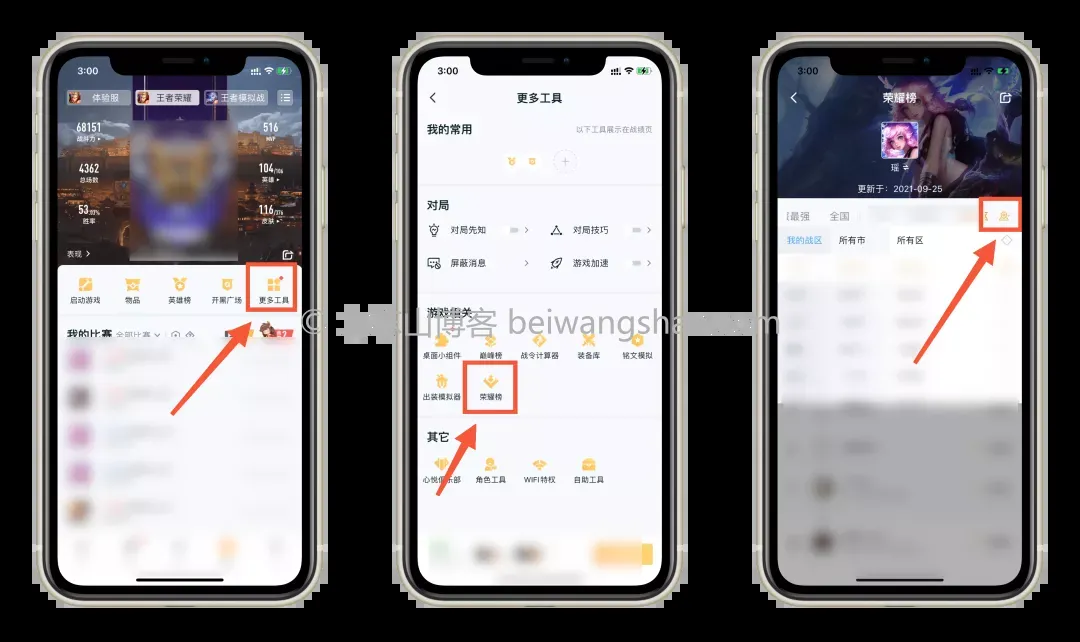 3:00
体验服 王者荣耀 王者模拟战
68151 516
战斗力 MVP
4362 104/106
总场数 英雄
53.20% 116/376
胜率 皮肤
表现
启动游戏 物品 英雄榜 开黑广场 更多工具
我的比赛 全部比赛
3:00
更多工具
我的常用 以下工具展示在战绩页
对局
对局先知 对局技巧
屏蔽消息 游戏加速
游戏相关
桌面小组件 巅峰榜 战令计算器 装备库 铭文模拟
出装模拟器 荣耀榜
其它
心悦俱乐部 角色工具 WIFI特权 自助工具
3:00
荣耀榜
瑶
更新于：2021-09-25
最强 全国 区
我的战区 所有市 所有区
© 山博客 beiwangsha m